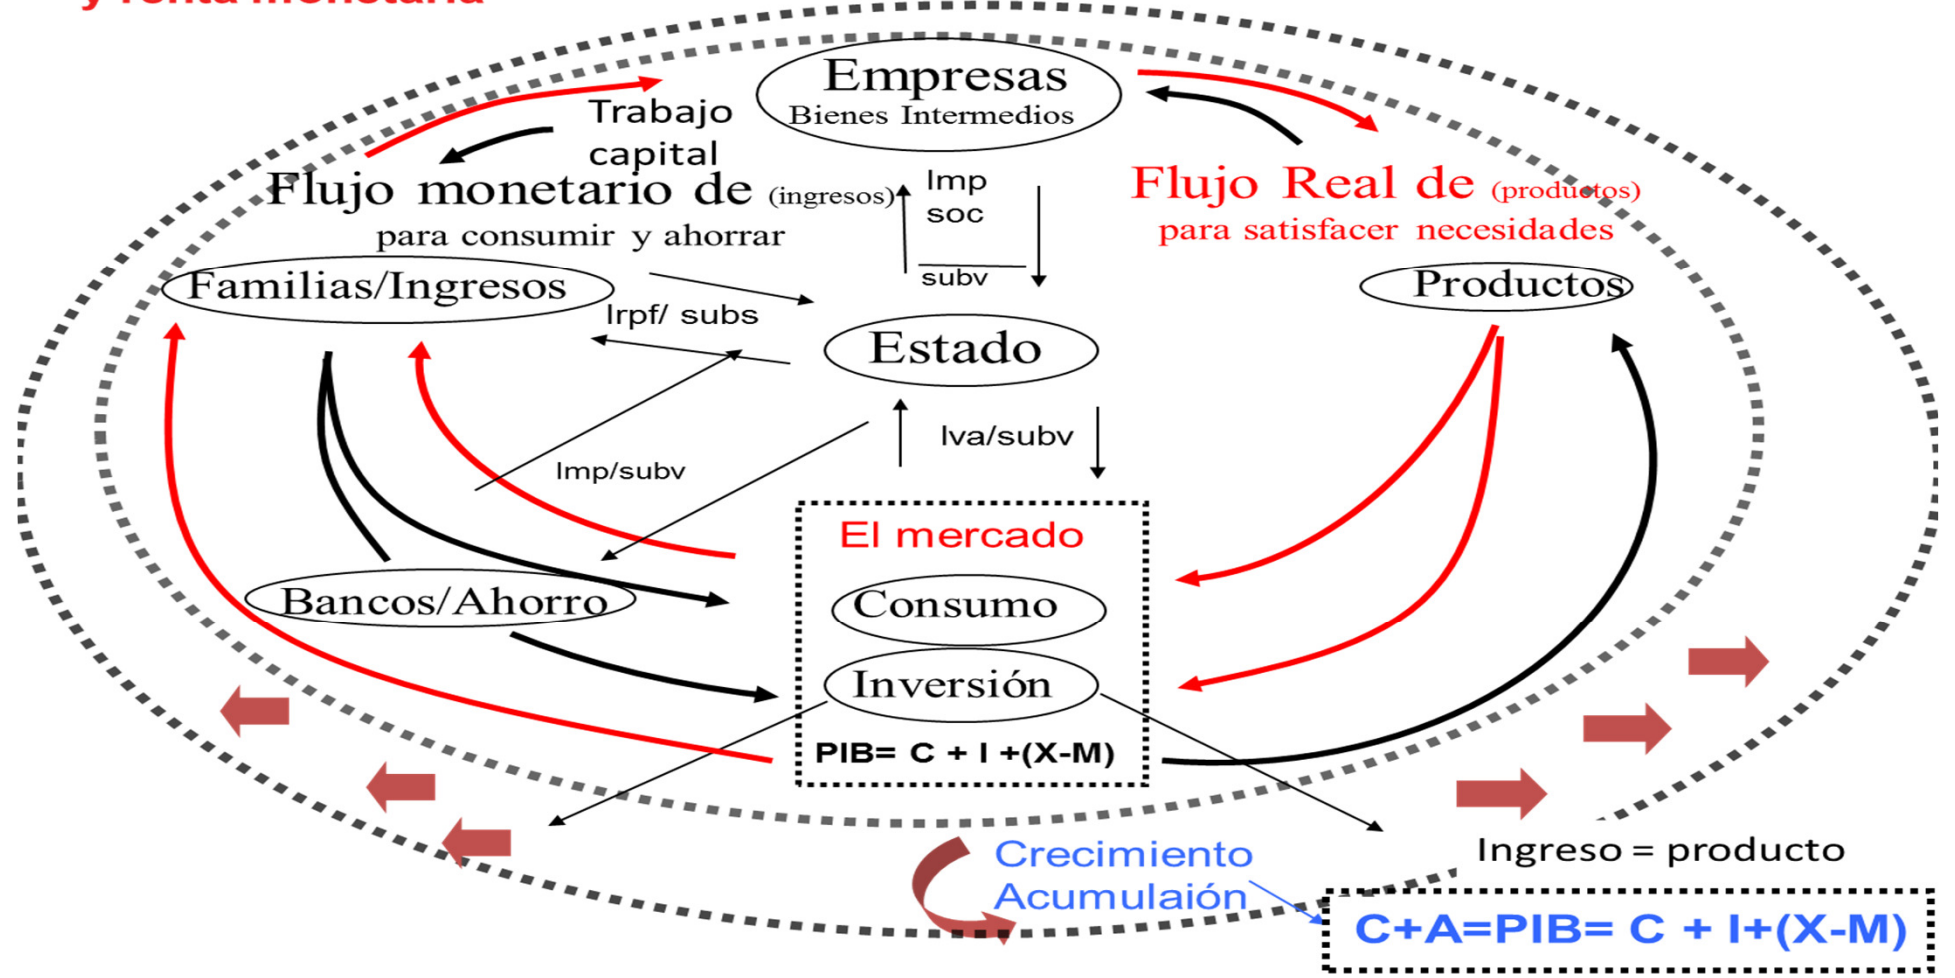 y renta monetaria
Empresas
Bienes Intermedios
Trabajo
capital
Flujo monetario de (ingresos)
para consumir y ahorrar
Imp
soc
subv
Flujo Real de (productos)
para satisfacer necesidades
Familias/Ingresos
Irpf/ subs
Estado
Productos
Iva/subv
Imp/subv
El mercado
Bancos/Ahorro
Consumo
Inversión
PIB= C + I +(X-M)
Crecimiento
Acumulaión
Ingreso = producto
C+A=PIB= C + I+(X-M)